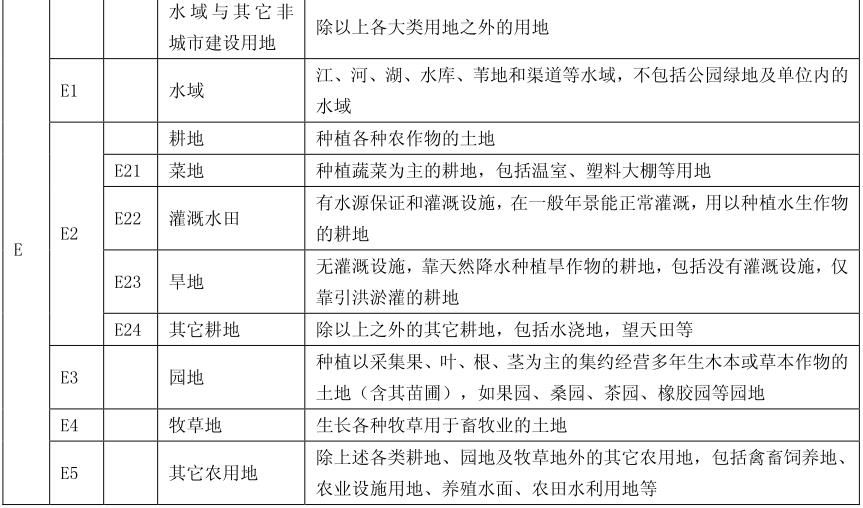 水域与其它非
城市建设用地
除以上各大类用地之外的用地
E1
水域
江、河、湖、水库、苇地和渠道等水域，不包括公园绿地及单位内的
水域
耕地
种植各种农作物的土地
E21
菜地
种植蔬菜为主的耕地，包括温室、塑料大棚等用地
E
E2
E22
灌溉水田
有水源保证和灌溉设施，在一般年景能正常灌溉，用以种植水生作物
的耕地
E23
旱地
无灌溉设施，靠天然降水种植旱作物的耕地，包括没有灌溉设施，仅
靠引洪淤灌的耕地
E24
其它耕地
除以上之外的其它耕地，包括水浇地，望天田等
E3
园地
种植以采集果、叶、根、茎为主的集约经营多年生木本或草本作物的
土地（含其苗圃），如果园、桑园、茶园、橡胶园等园地
E4
牧草地
生长各种牧草用于畜牧业的土地
E5
其它农用地
除上述各类耕地、园地及牧草地外的其它农用地，包括禽畜饲养地、
农业设施用地、养殖水面、农田水利用地等